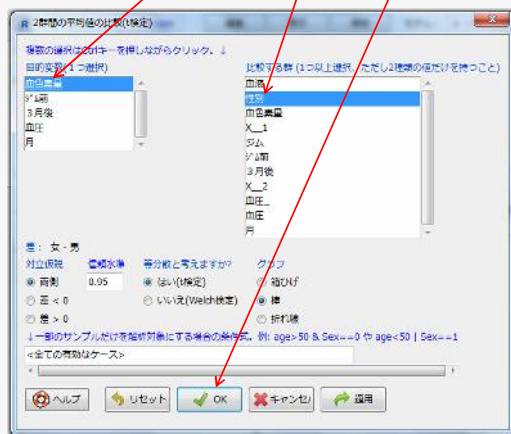 2群間の平均値の比較(t検定)
複数の選択はCtrlキーを押しながらクリック。↓
目的変数(1つ選択)
血色素量
ジム前
3月後
血圧
月
比較する群 (1つ以上選択、ただし2種類の値だけを持つこと)
血液
性別
血色素量
X__1
ジム
ジム前
3月後
X__2
血圧_
血圧
月
差: 女 - 男
対立仮説 信頼水準 等分散と考えますか? グラフ
両側 0.95 はい(t検定) 箱ひげ
差 < 0 いいえ(Welch検定) 棒
差 > 0 折れ線
↓一部のサンプルだけを解析対象にする場合の条件式。例: age>50 & Sex==0 や age<50 | Sex==1
<全ての有効なケース>
ヘルプ リセット OK キャンセル 適用